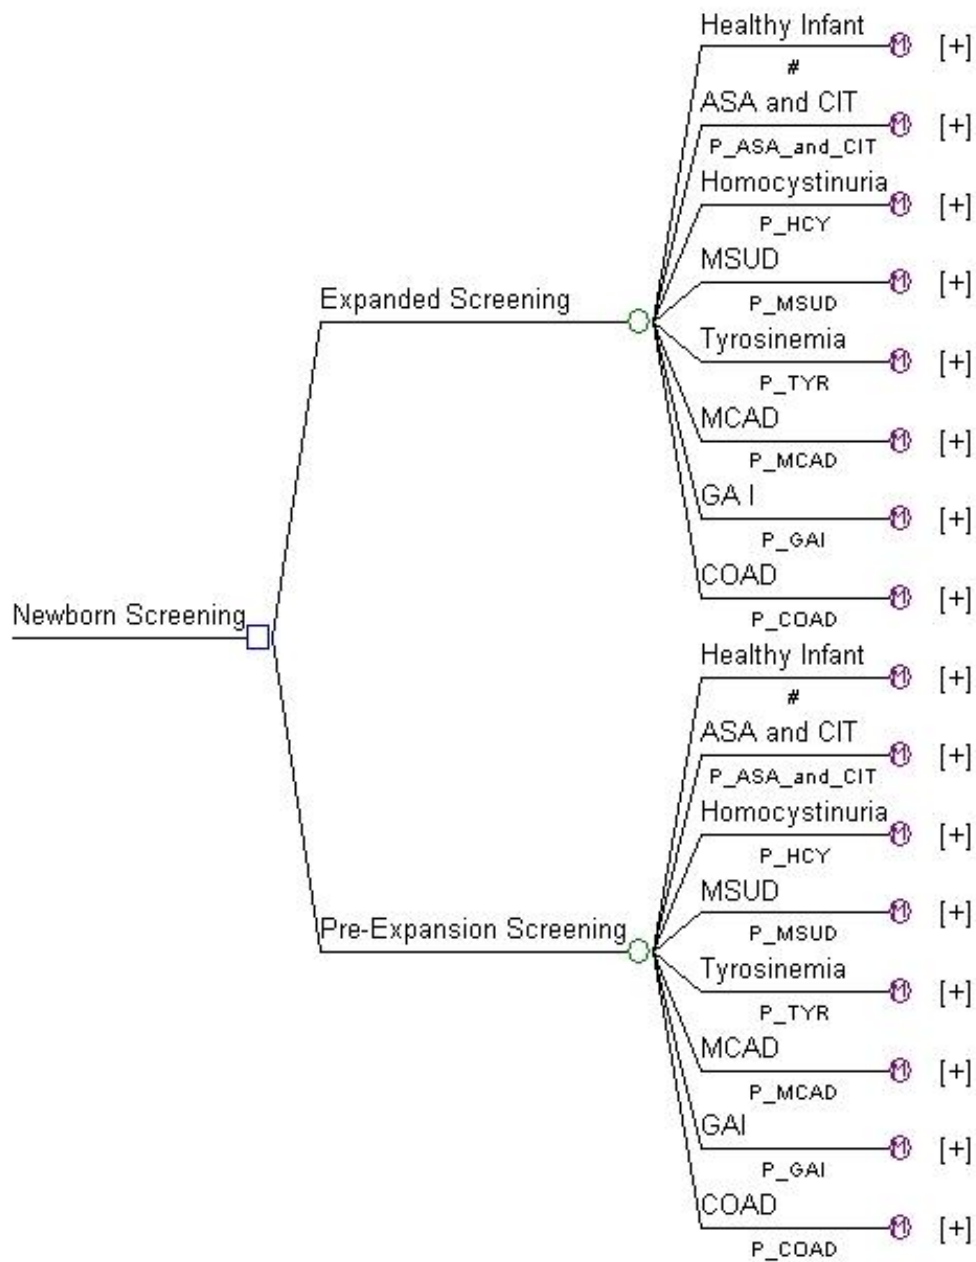 Healthy Infant
[+]
#
ASA and CIT
[+]
P_ASA_and_CIT
Homocystinuria
[+]
P_HCY
MSUD
[+]
P_MSUD
Expanded Screening
Tyrosinemia
[+]
P_TYR
MCAD
[+]
P_MCAD
GA I
[+]
P_GAI
COAD
[+]
P_COAD
Newborn Screening
Healthy Infant
[+]
#
ASA and CIT
[+]
P_ASA_and_CIT
Homocystinuria
[+]
P_HCY
MSUD
[+]
P_MSUD
Pre-Expansion Screening
Tyrosinemia
[+]
P_TYR
MCAD
[+]
P_MCAD
GAI
[+]
P_GAI
COAD
[+]
P_COAD